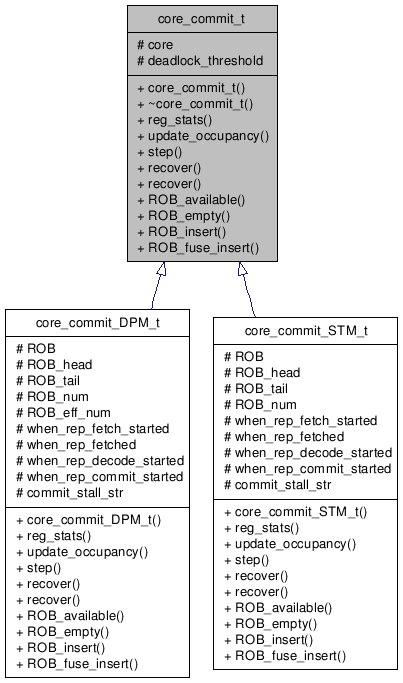 core_commit_t
# core
# deadlock_threshold
+ core_commit_t()
+ ~core_commit_t()
+ reg_stats()
+ update_occupancy()
+ step()
+ recover()
+ recover()
+ ROB_available()
+ ROB_empty()
+ ROB_insert()
+ ROB_fuse_insert()
core_commit_DPM_t
# ROB
# ROB_head
# ROB_tail
# ROB_num
# ROB_eff_num
# when_rep_fetch_started
# when_rep_fetched
# when_rep_decode_started
# when_rep_commit_started
# commit_stall_str
+ core_commit_DPM_t()
+ reg_stats()
+ update_occupancy()
+ step()
+ recover()
+ recover()
+ ROB_available()
+ ROB_empty()
+ ROB_insert()
+ ROB_fuse_insert()
core_commit_STM_t
# ROB
# ROB_head
# ROB_tail
# ROB_num
# when_rep_fetch_started
# when_rep_fetched
# when_rep_decode_started
# when_rep_commit_started
# commit_stall_str
+ core_commit_STM_t()
+ reg_stats()
+ update_occupancy()
+ step()
+ recover()
+ recover()
+ ROB_available()
+ ROB_empty()
+ ROB_insert()
+ ROB_fuse_insert()